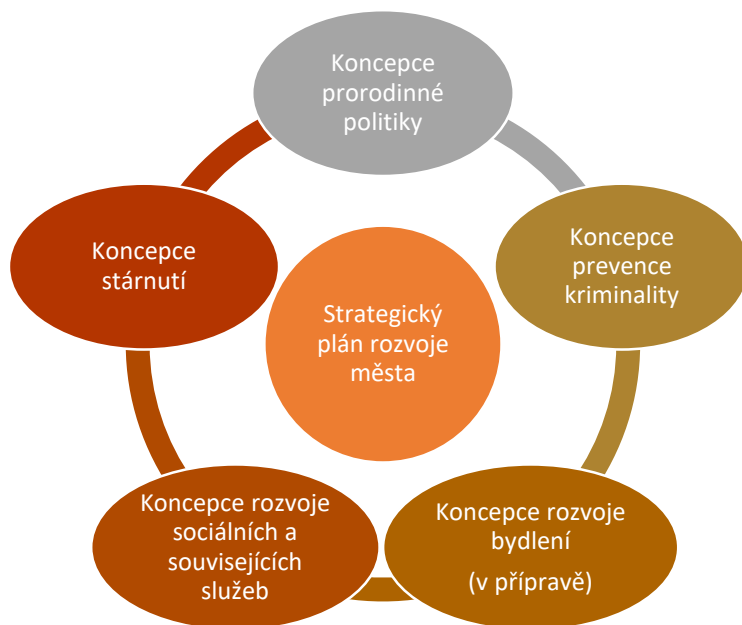 Koncepce
prorodinné
politiky
Koncepce
prevence
kriminality
Koncepce
stárnutí
Strategický
plán rozvoje
města
Koncepce rozvoje
sociálních a
souvisejících
služeb
Koncepce rozvoje
bydlení
(v přípravě)